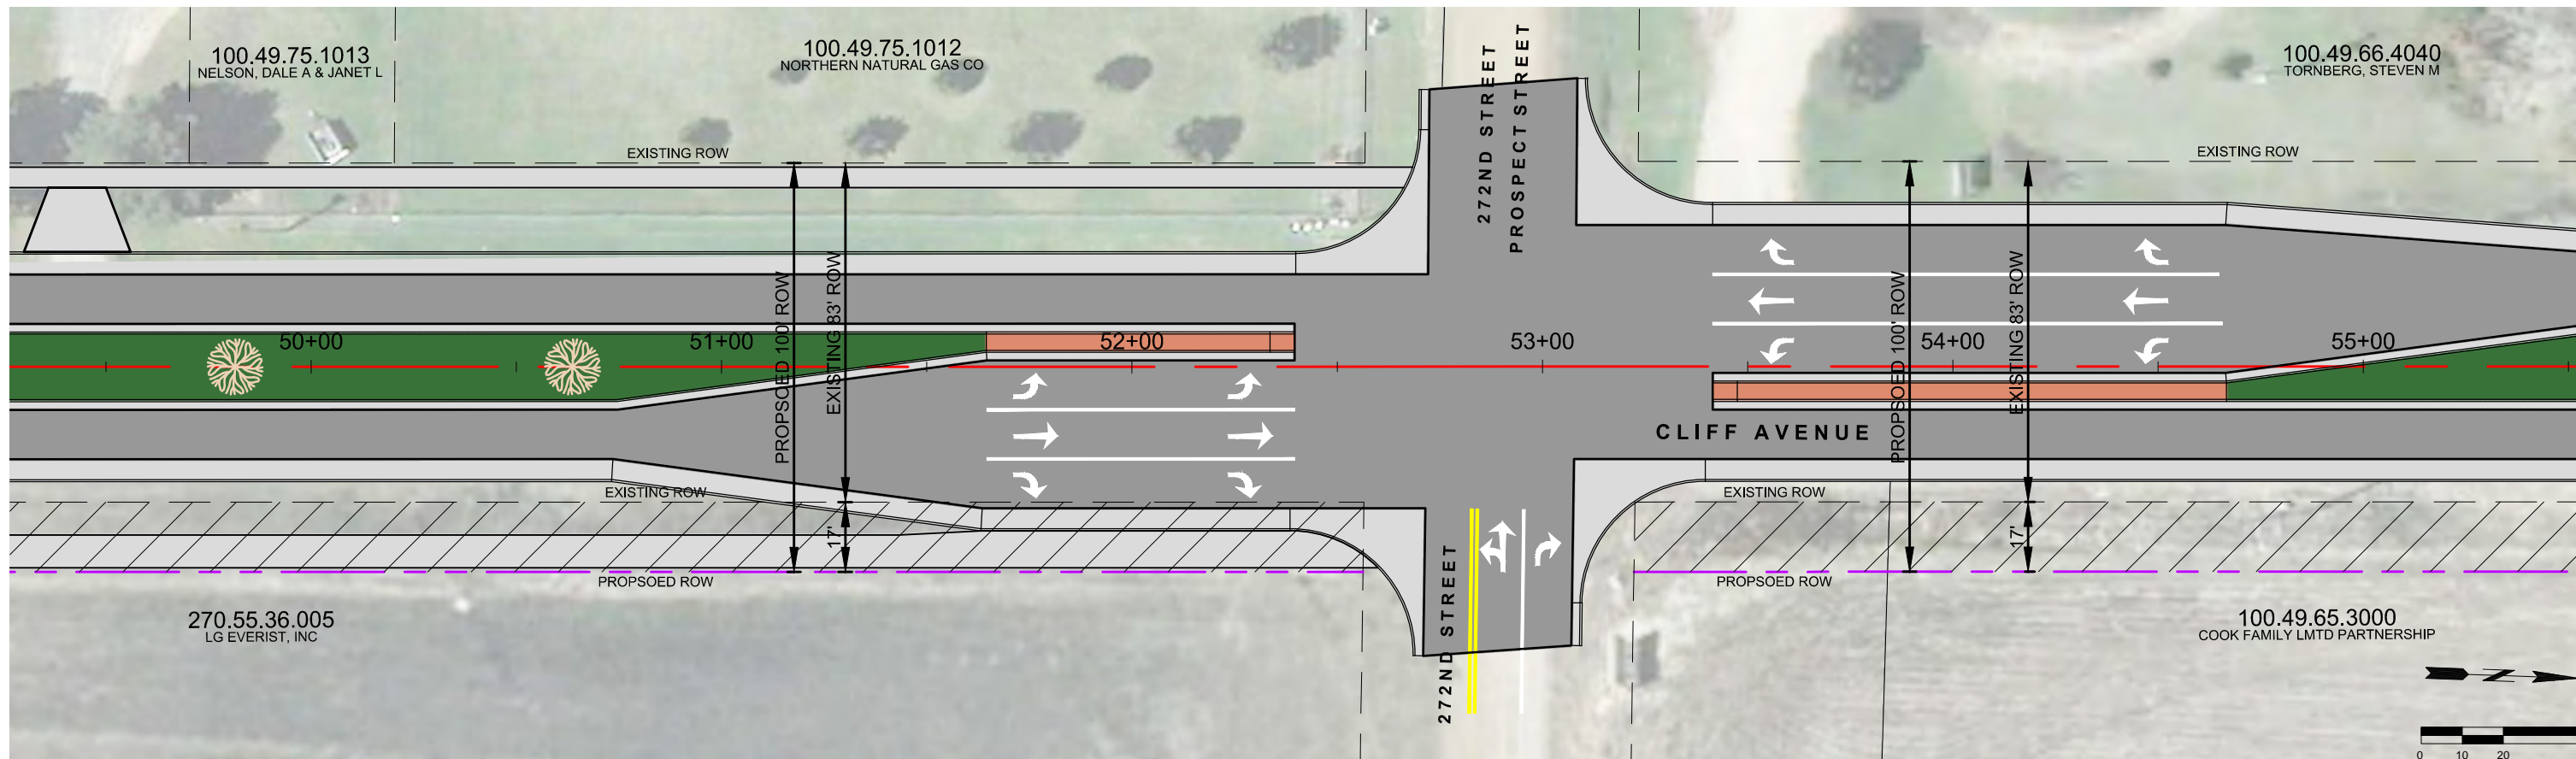 100.49.75.1013
NELSON, DALE A & JANET L
100.49.75.1012
NORTHERN NATURAL GAS CO
272ND STREET
PROSPECT STREET
100.49.66.4040
TORNBERG, STEVEN M
EXISTING ROW
EXISTING ROW
PROPSOED 100' ROW
EXISTING 83' ROW
PROPSOED 100' ROW
EXISTING 83' ROW
50+00
51+00
52+00
53+00
54+00
55+00
CLIFF AVENUE
EXISTING ROW
EXISTING ROW
17'
17'
PROPSOED ROW
PROPSOED ROW
272ND STREET
270.55.36.005
LG EVERIST, INC
100.49.65.3000
COOK FAMILY LMTD PARTNERSHIP
N
0 10 20